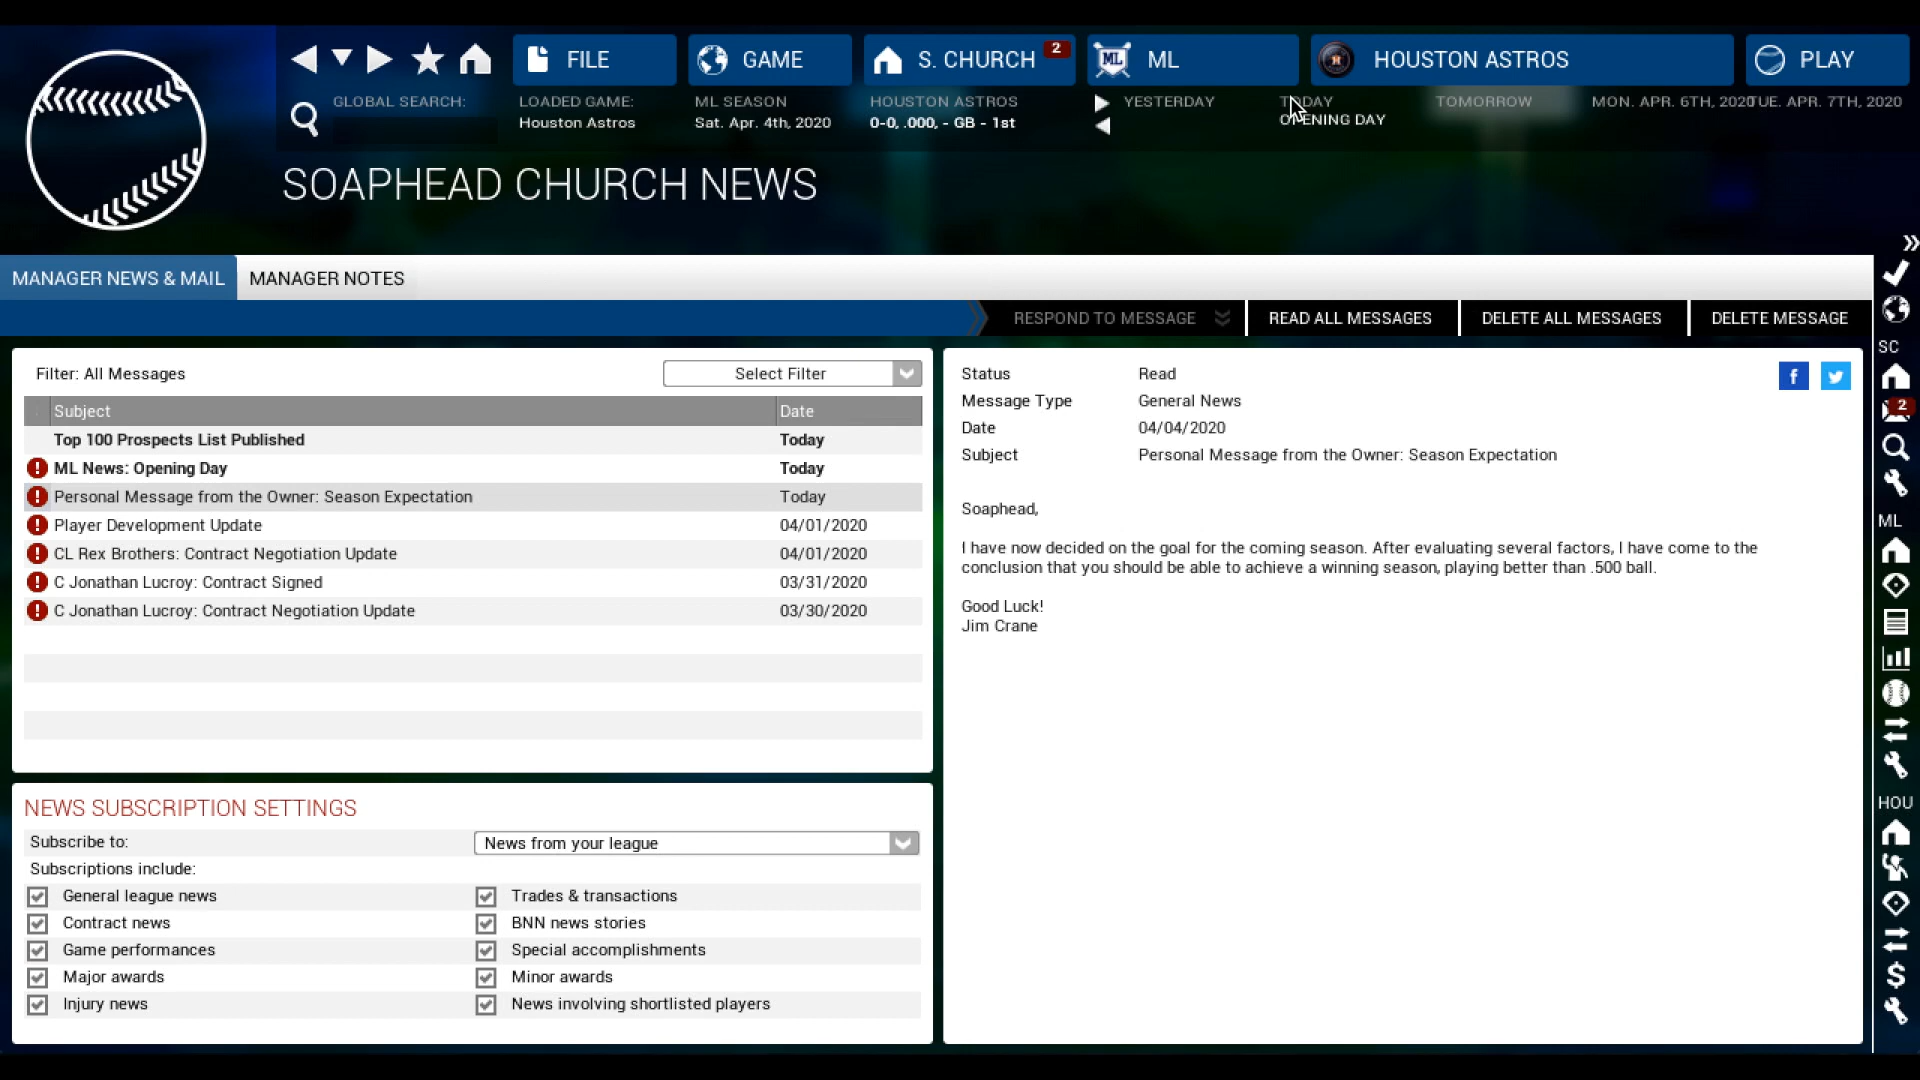 FILE
GAME
S. CHURCH
2
ML
HOUSTON ASTROS
PLAY
GLOBAL SEARCH:
LOADED GAME:
Houston Astros
ML SEASON
Sat. Apr. 4th, 2020
HOUSTON ASTROS
0-0, .000, - GB - 1st
YESTERDAY
TODAY
OPENING DAY
TOMORROW
MON. APR. 6TH, 2020
TUE. APR. 7TH, 2020
SOAPHEAD CHURCH NEWS
MANAGER NEWS & MAIL
MANAGER NOTES
RESPOND TO MESSAGE
READ ALL MESSAGES
DELETE ALL MESSAGES
DELETE MESSAGE
Filter: All Messages
Select Filter
Subject Date
Top 100 Prospects List Published Today
ML News: Opening Day Today
Personal Message from the Owner: Season Expectation Today
Player Development Update 04/01/2020
CL Rex Brothers: Contract Negotiation Update 04/01/2020
C Jonathan Lucroy: Contract Signed 03/31/2020
C Jonathan Lucroy: Contract Negotiation Update 03/30/2020
NEWS SUBSCRIPTION SETTINGS
Subscribe to: News from your league
Subscriptions include:
General league news Trades & transactions
Contract news BNN news stories
Game performances Special accomplishments
Major awards Minor awards
Injury news News involving shortlisted players
Status Read
Message Type General News
Date 04/04/2020
Subject Personal Message from the Owner: Season Expectation
Soaphead,
I have now decided on the goal for the coming season. After evaluating several factors, I have come to the
conclusion that you should be able to achieve a winning season, playing better than .500 ball.
Good Luck!
Jim Crane
SC
2
ML
HOU